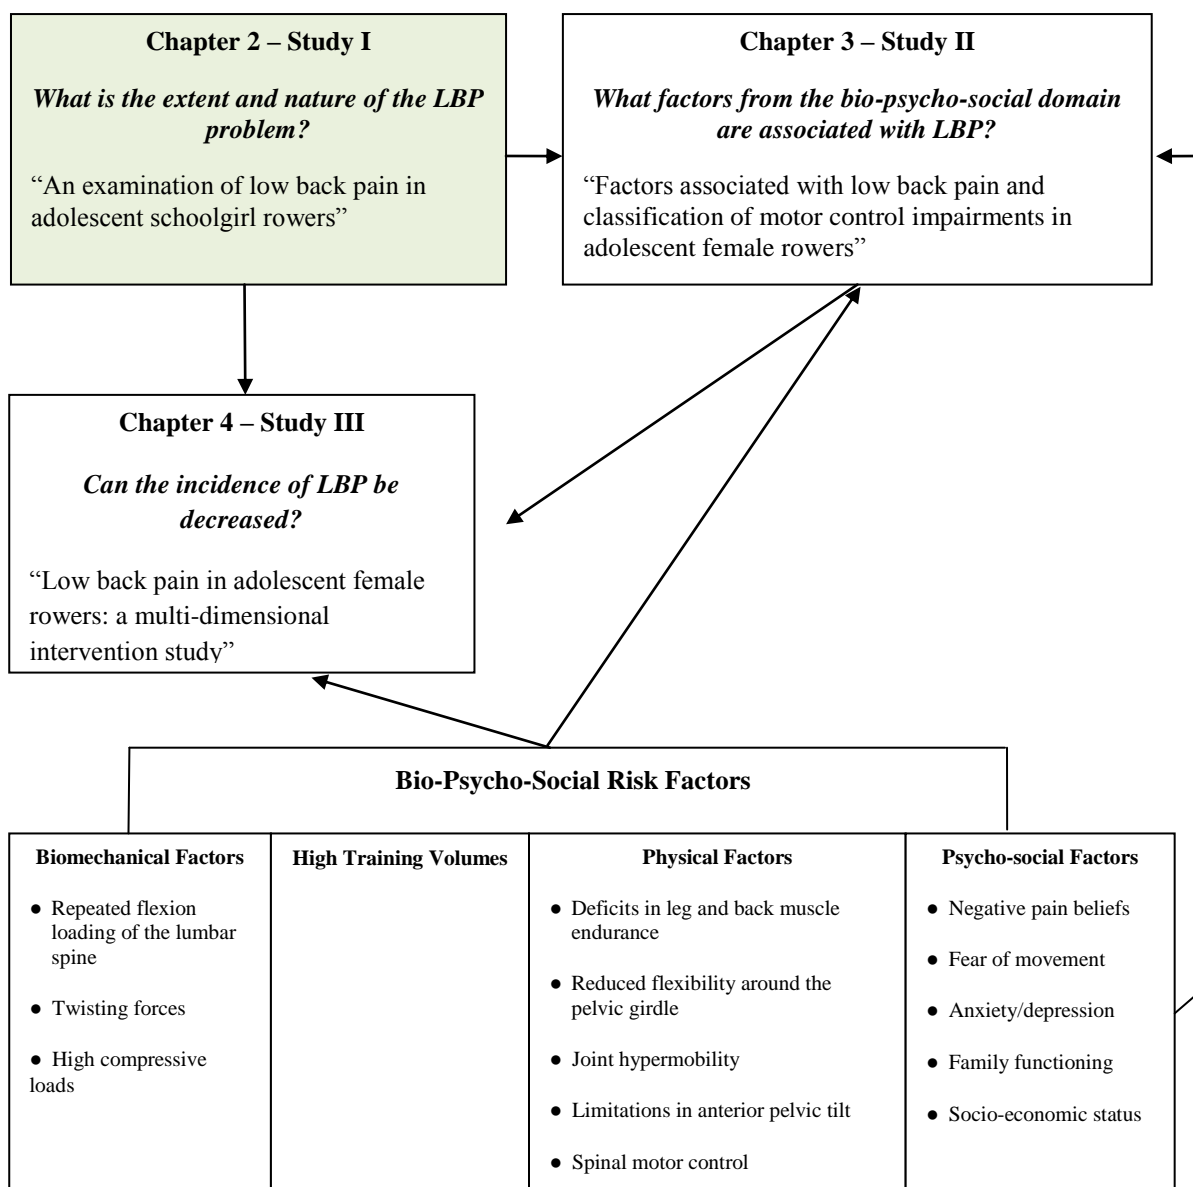 Chapter 2 – Study I
What is the extent and nature of the LBP
problem?
“An examination of low back pain in
adolescent schoolgirl rowers”
Chapter 3 – Study II
What factors from the bio-psycho-social domain
are associated with LBP?
“Factors associated with low back pain and
classification of motor control impairments in
adolescent female rowers”
Chapter 4 – Study III
Can the incidence of LBP be
decreased?
“Low back pain in adolescent female
rowers: a multi-dimensional
intervention study”
Bio-Psycho-Social Risk Factors
Biomechanical Factors
● Repeated flexion
loading of the lumbar
spine
● Twisting forces
● High compressive
loads
High Training Volumes
Physical Factors
● Deficits in leg and back muscle
endurance
● Reduced flexibility around the
pelvic girdle
● Joint hypermobility
● Limitations in anterior pelvic tilt
● Spinal motor control
Psycho-social Factors
● Negative pain beliefs
● Fear of movement
● Anxiety/depression
● Family functioning
● Socio-economic status